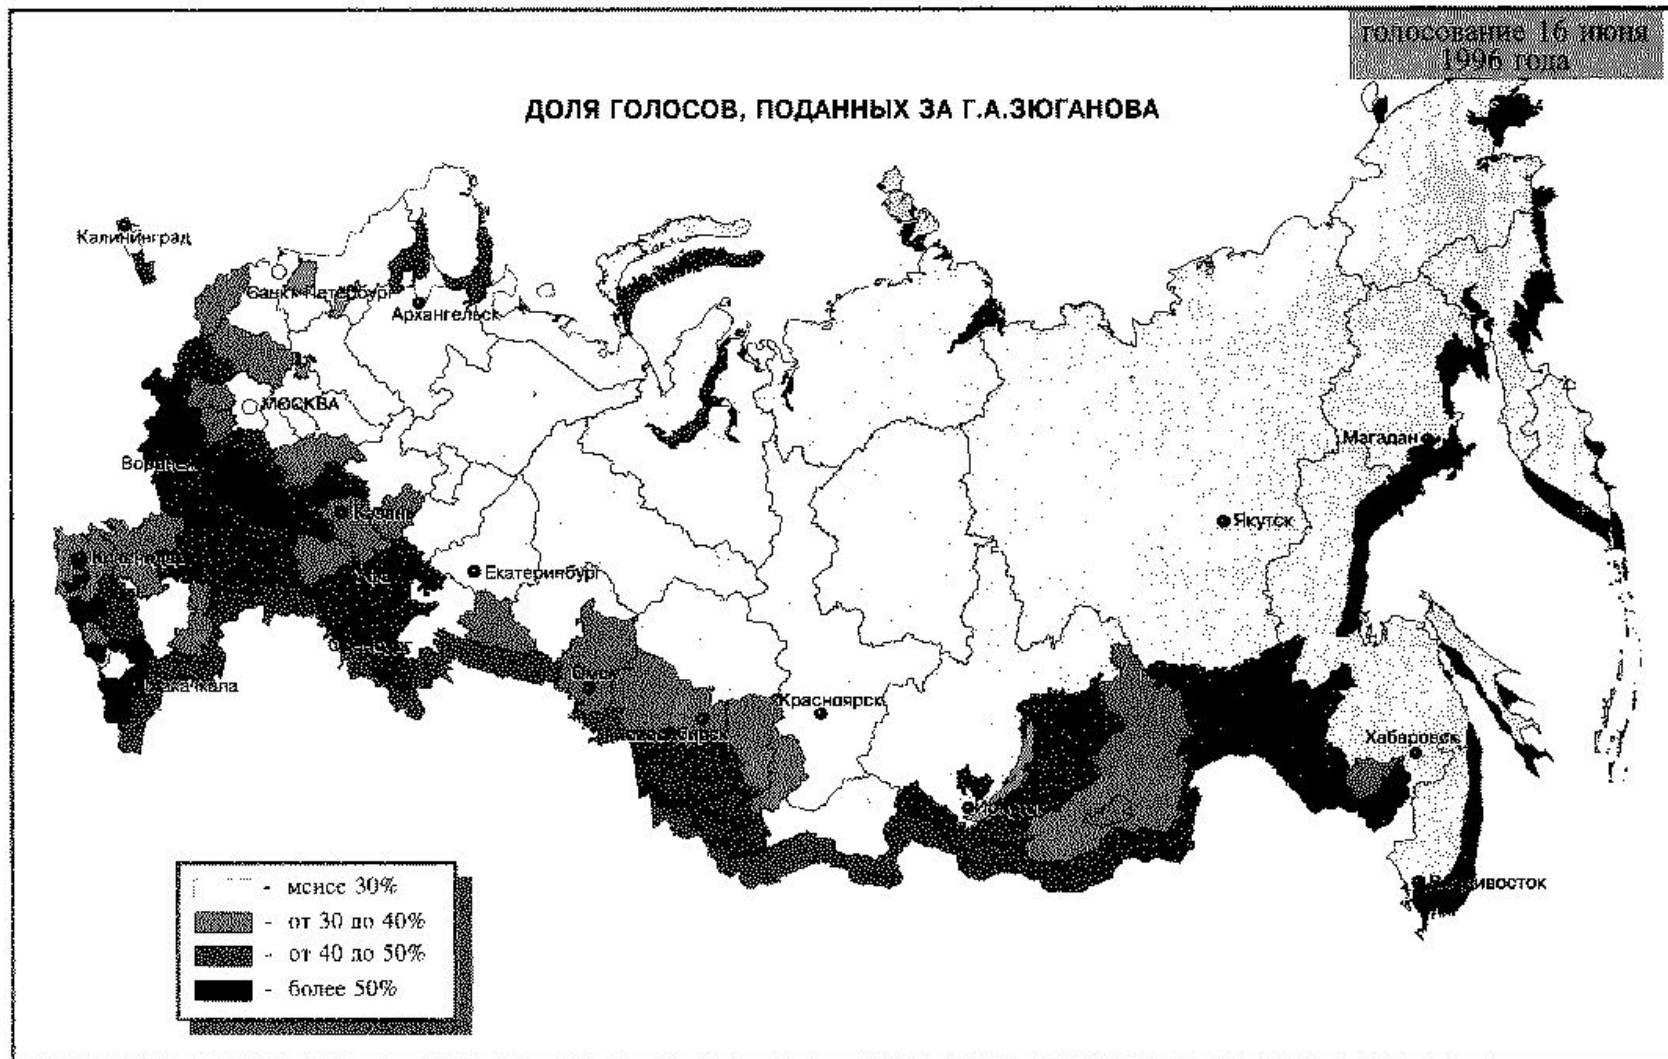 голосование 16 июня
1996 года
ДОЛЯ ГОЛОСОВ, ПОДАННЫХ ЗА Г.А.ЗЮГАНОВА
Калининград
Санкт-Петербург
Архангельск
МОСКВА
Магадан
Якутск
Екатеринбург
Уфа
Махачкала
Омск
Красноярск
Хабаровск
- менее 30%
- от 30 до 40%
- от 40 до 50%
- более 50%